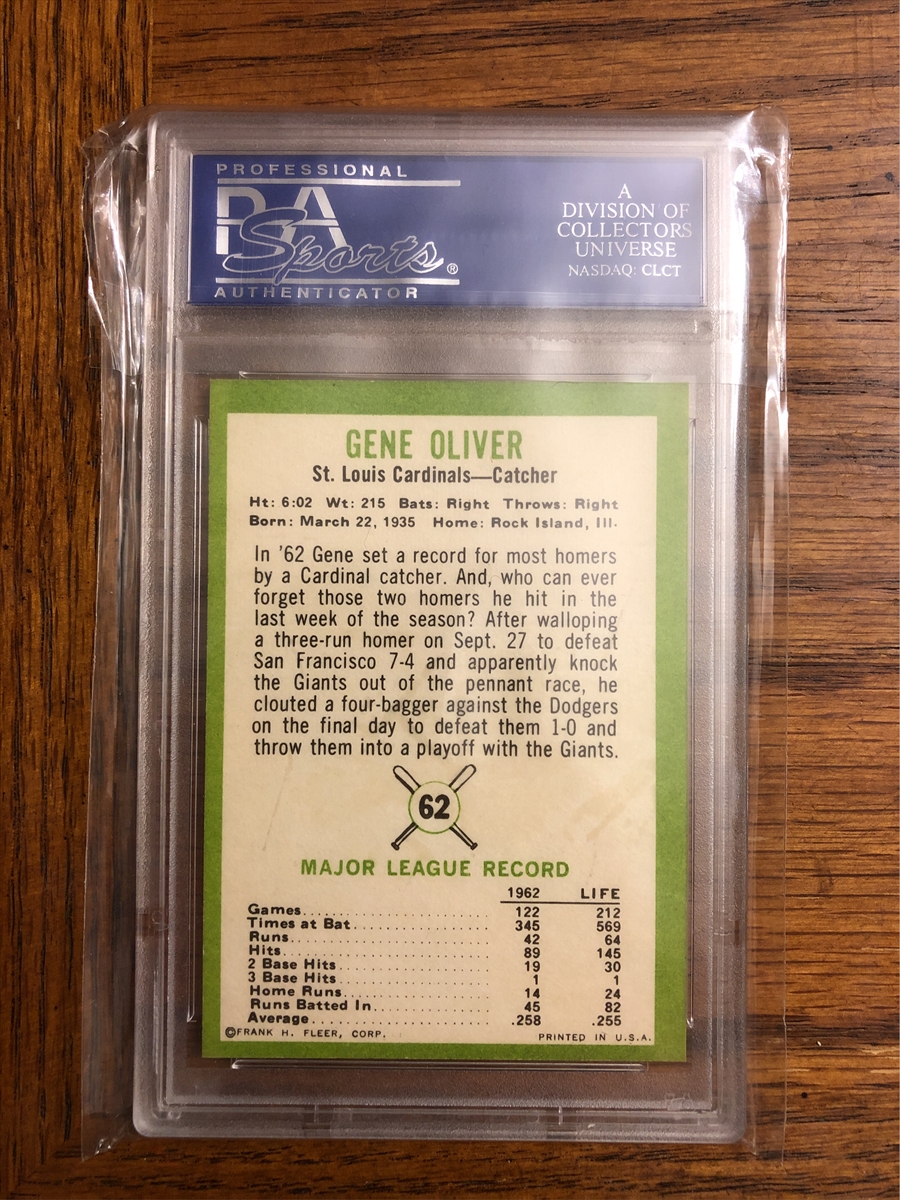 PROFESSIONAL
PSA
Sports®
AUTHENTICATOR
A
DIVISION OF
COLLECTORS
UNIVERSE
NASDAQ: CLCT
GENE OLIVER
St. Louis Cardinals—Catcher
Ht: 6:02 Wt: 215 Bats: Right Throws: Right
Born: March 22, 1935 Home: Rock Island, Ill.
In '62 Gene set a record for most homers
by a Cardinal catcher. And, who can ever
forget those two homers he hit in the
last week of the season? After walloping
a three-run homer on Sept. 27 to defeat
San Francisco 7-4 and apparently knock
the Giants out of the pennant race, he
clouted a four-bagger against the Dodgers
on the final day to defeat them 1-0 and
throw them into a playoff with the Giants.
62
MAJOR LEAGUE RECORD
1962 LIFE
Games 122 212
Times at Bat 345 569
Runs 42 64
Hits 89 145
2 Base Hits 19 30
3 Base Hits 1 1
Home Runs 14 24
Runs Batted In 45 82
Average .258 .255
©FRANK H. FLEER, CORP. PRINTED IN U.S.A.